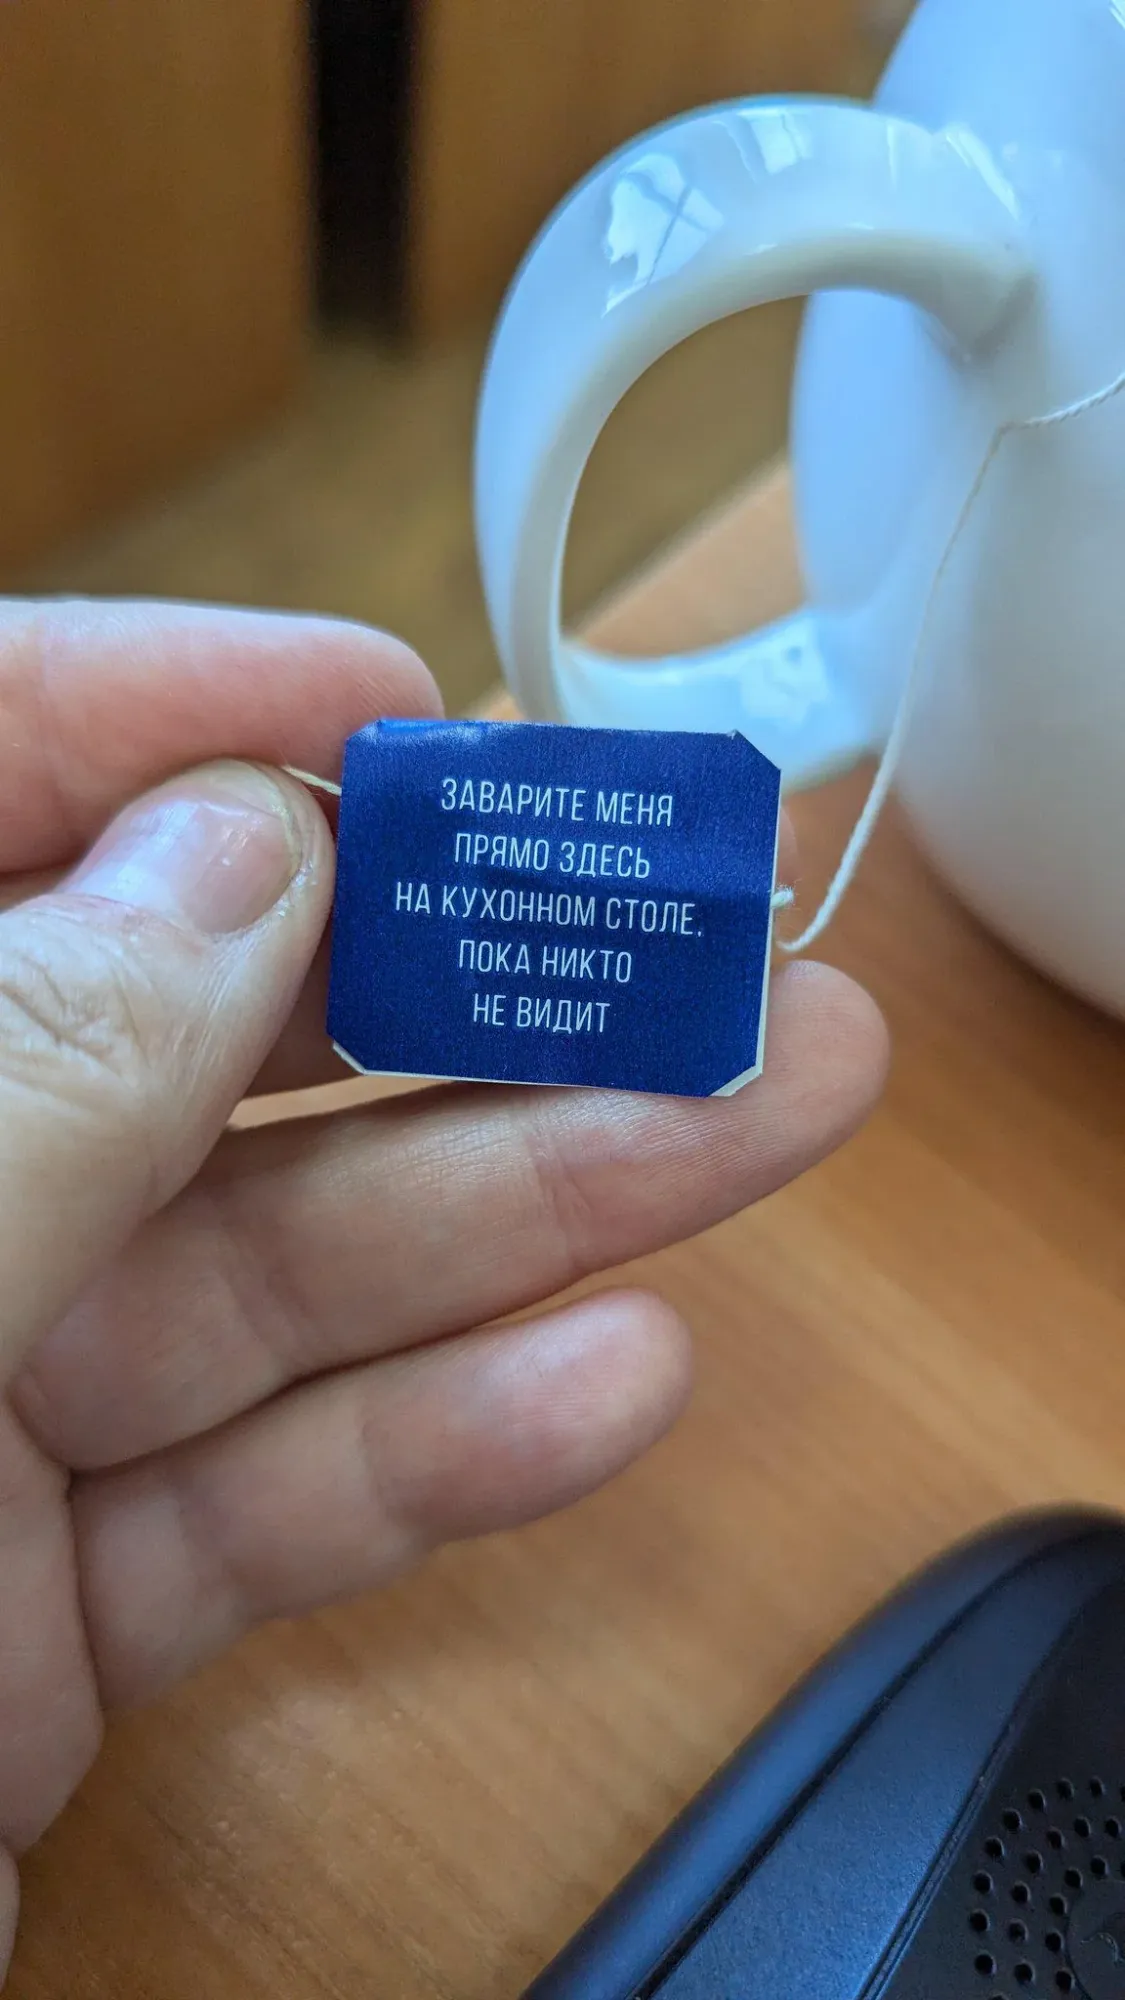 ЗАВАРИТЕ МЕНЯ
ПРЯМО ЗДЕСЬ
НА КУХОННОМ СТОЛЕ,
ПОКА НИКТО
НЕ ВИДИТ